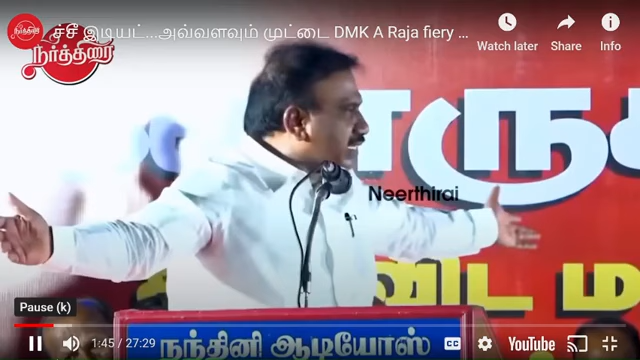 ச்சீ இடியட்...அவ்வளவும் முட்டை DMK A Raja fiery ...
Watch later
Share
Info
நீர்த்திரை
Neerthirai
Pause (k)
1:45 / 27:29
YouTube
நந்தினி ஆடியோஸ்